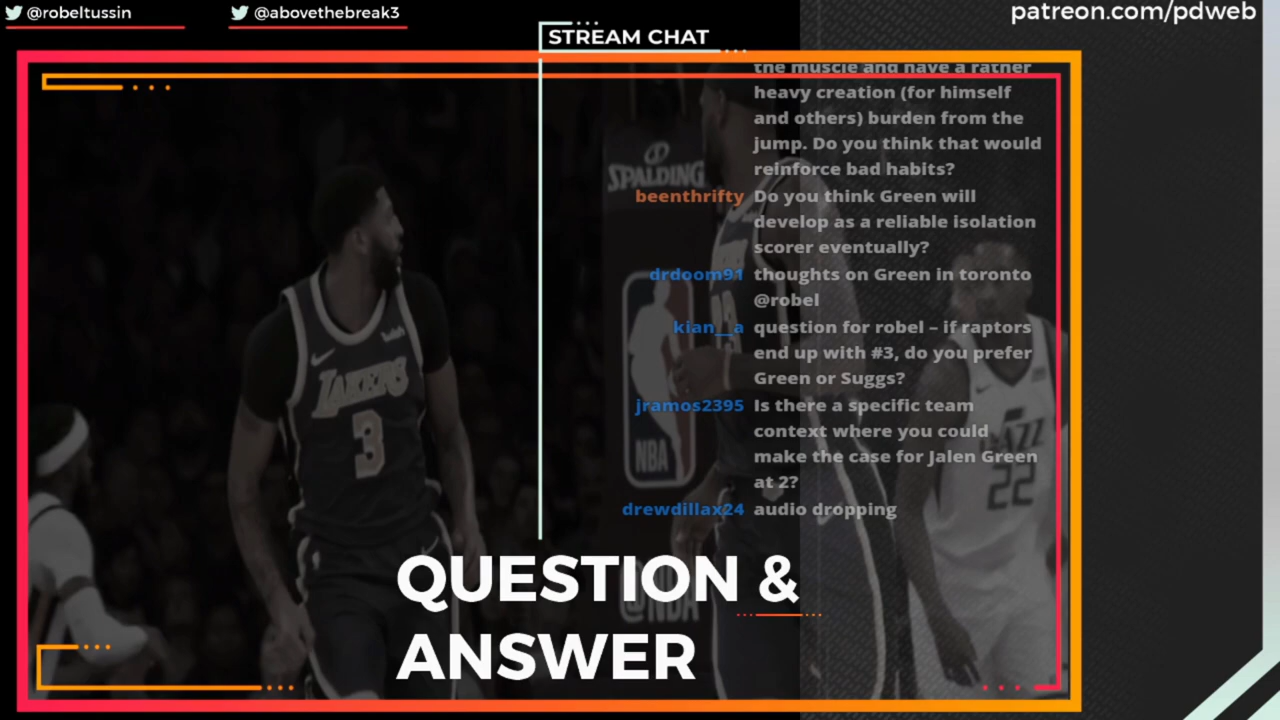 @robeltussin
@abovethebreak3
patreon.com/pdweb
STREAM CHAT
the muscle and have a rather
heavy creation (for himself
and others) burden from the
jump. Do you think that would
reinforce bad habits?
beenthrifty Do you think Green will
develop as a reliable isolation
scorer eventually?
drdoom91 thoughts on Green in toronto
@robel
kian__a question for robel – if raptors
end up with #3, do you prefer
Green or Suggs?
jramos2395 Is there a specific team
context where you could
make the case for Jalen Green
at 2?
drewdillax24 audio dropping
SPALDING
LAKERS
3
NBA
JAZZ
22
@NBA
QUESTION &
ANSWER